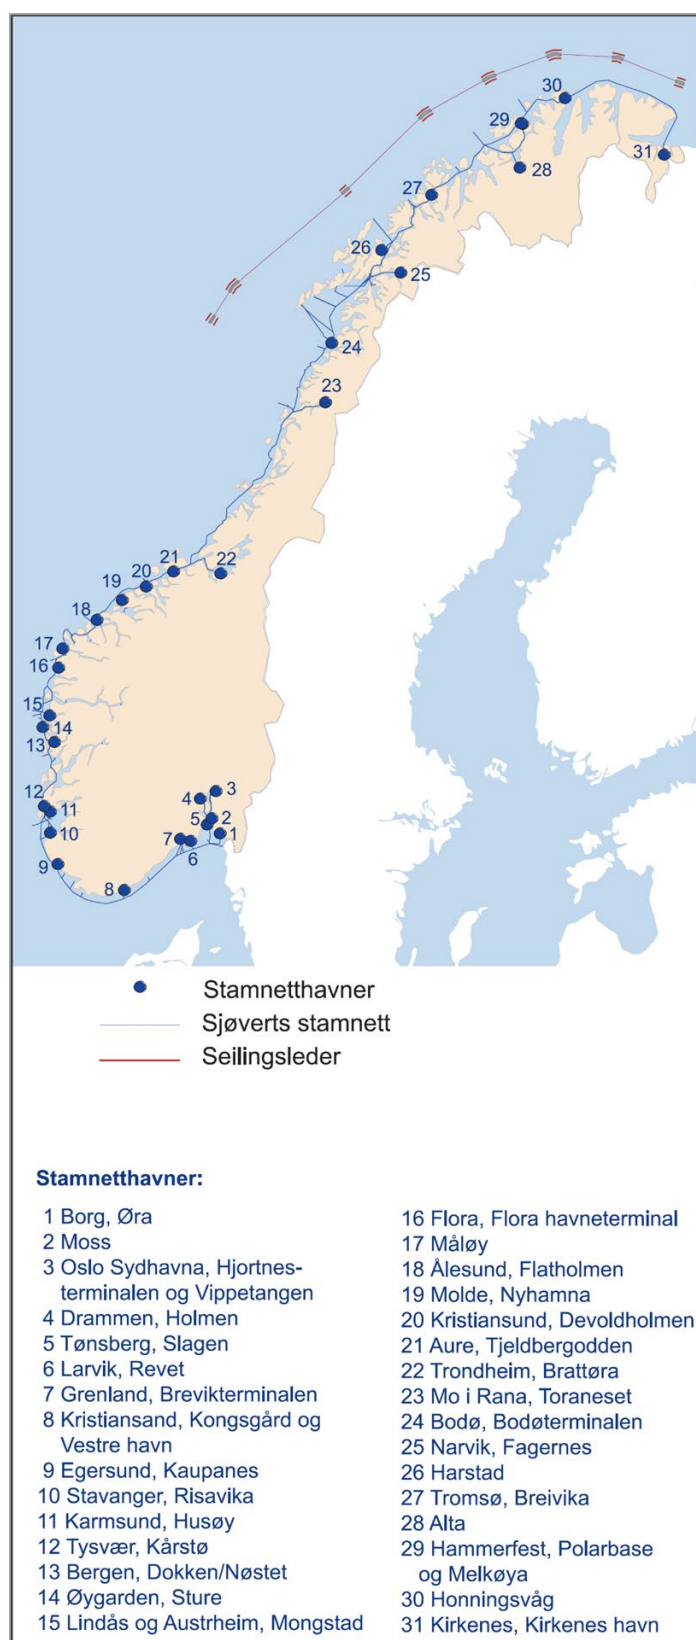 30
29
31
28
27
26
25
24
23
21
22
20
19
18
17
16
15
14
13
3
12
4
11
2
5
10
1
7
6
9
8
Stamnetthavner
Sjøverts stamnett
Seilingsleder
Stamnetthavner:
1 Borg, Øra
2 Moss
3 Oslo Sydhavna, Hjortnes-
terminalen og Vippetangen
4 Drammen, Holmen
5 Tønsberg, Slagen
6 Larvik, Revet
7 Grenland, Brevikterminalen
8 Kristiansand, Kongsgård og
Vestre havn
9 Egersund, Kaupanes
10 Stavanger, Risavika
11 Karmsund, Husøy
12 Tysvær, Kårstø
13 Bergen, Dokken/Nøstet
14 Øygarden, Sture
15 Lindås og Austrheim, Mongstad
16 Flora, Flora havneterminal
17 Måløy
18 Ålesund, Flatholmen
19 Molde, Nyhamna
20 Kristiansund, Devoldholmen
21 Aure, Tjeldbergodden
22 Trondheim, Brattøra
23 Mo i Rana, Toraneset
24 Bodø, Bodøterminalen
25 Narvik, Fagernes
26 Harstad
27 Tromsø, Breivika
28 Alta
29 Hammerfest, Polarbase
og Melkøya
30 Honningsvåg
31 Kirkenes, Kirkenes havn